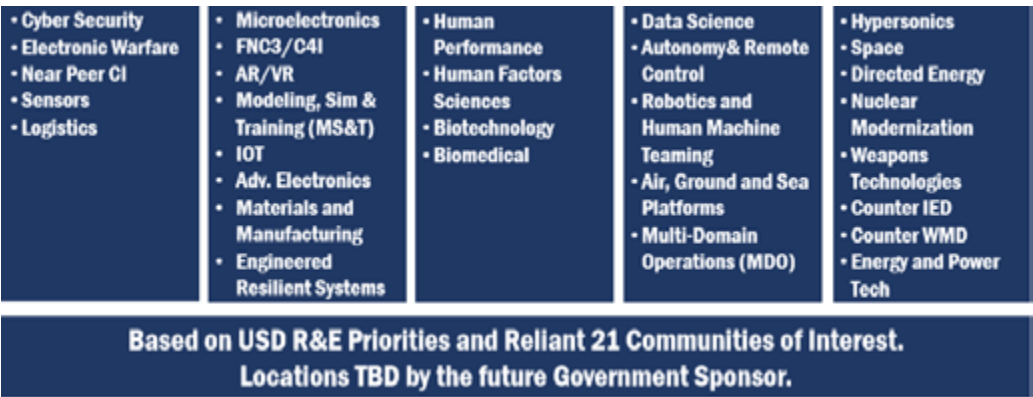 • Cyber Security
• Electronic Warfare
• Near Peer CI
• Sensors
• Logistics
• Microelectronics
• FNC3/C4I
• AR/VR
• Modeling, Sim &
Training (MS&T)
• IOT
• Adv. Electronics
• Materials and
Manufacturing
• Engineered
Resilient Systems
• Human
Performance
• Human Factors
Sciences
• Biotechnology
• Biomedical
• Data Science
• Autonomy& Remote
Control
• Robotics and
Human Machine
Teaming
• Air, Ground and Sea
Platforms
• Multi-Domain
Operations (MDO)
• Hypersonics
• Space
• Directed Energy
• Nuclear
Modernization
• Weapons
Technologies
• Counter IED
• Counter WMD
• Energy and Power
Tech
Based on USD R&E Priorities and Reliant 21 Communities of Interest.
Locations TBD by the future Government Sponsor.